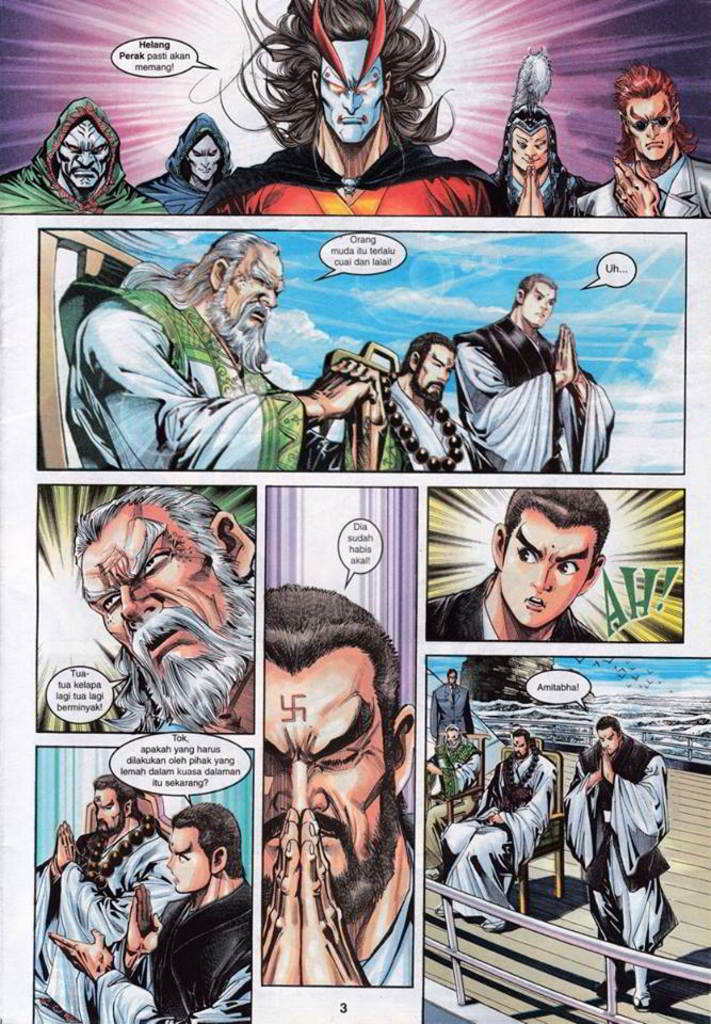 Helang
Perak pasti akan
memang!
Orang
muda itu terlalu
cuai dan lalai!
Uh...
Tua-
tua kelapa
lagi tua lagi
berminyak!
Dia
sudah
habis
akal!
AH!
Tok,
apakah yang harus
dilakukan oleh pihak yang
lemah dalam kuasa dalaman
itu sekarang?
Amitabha!
3